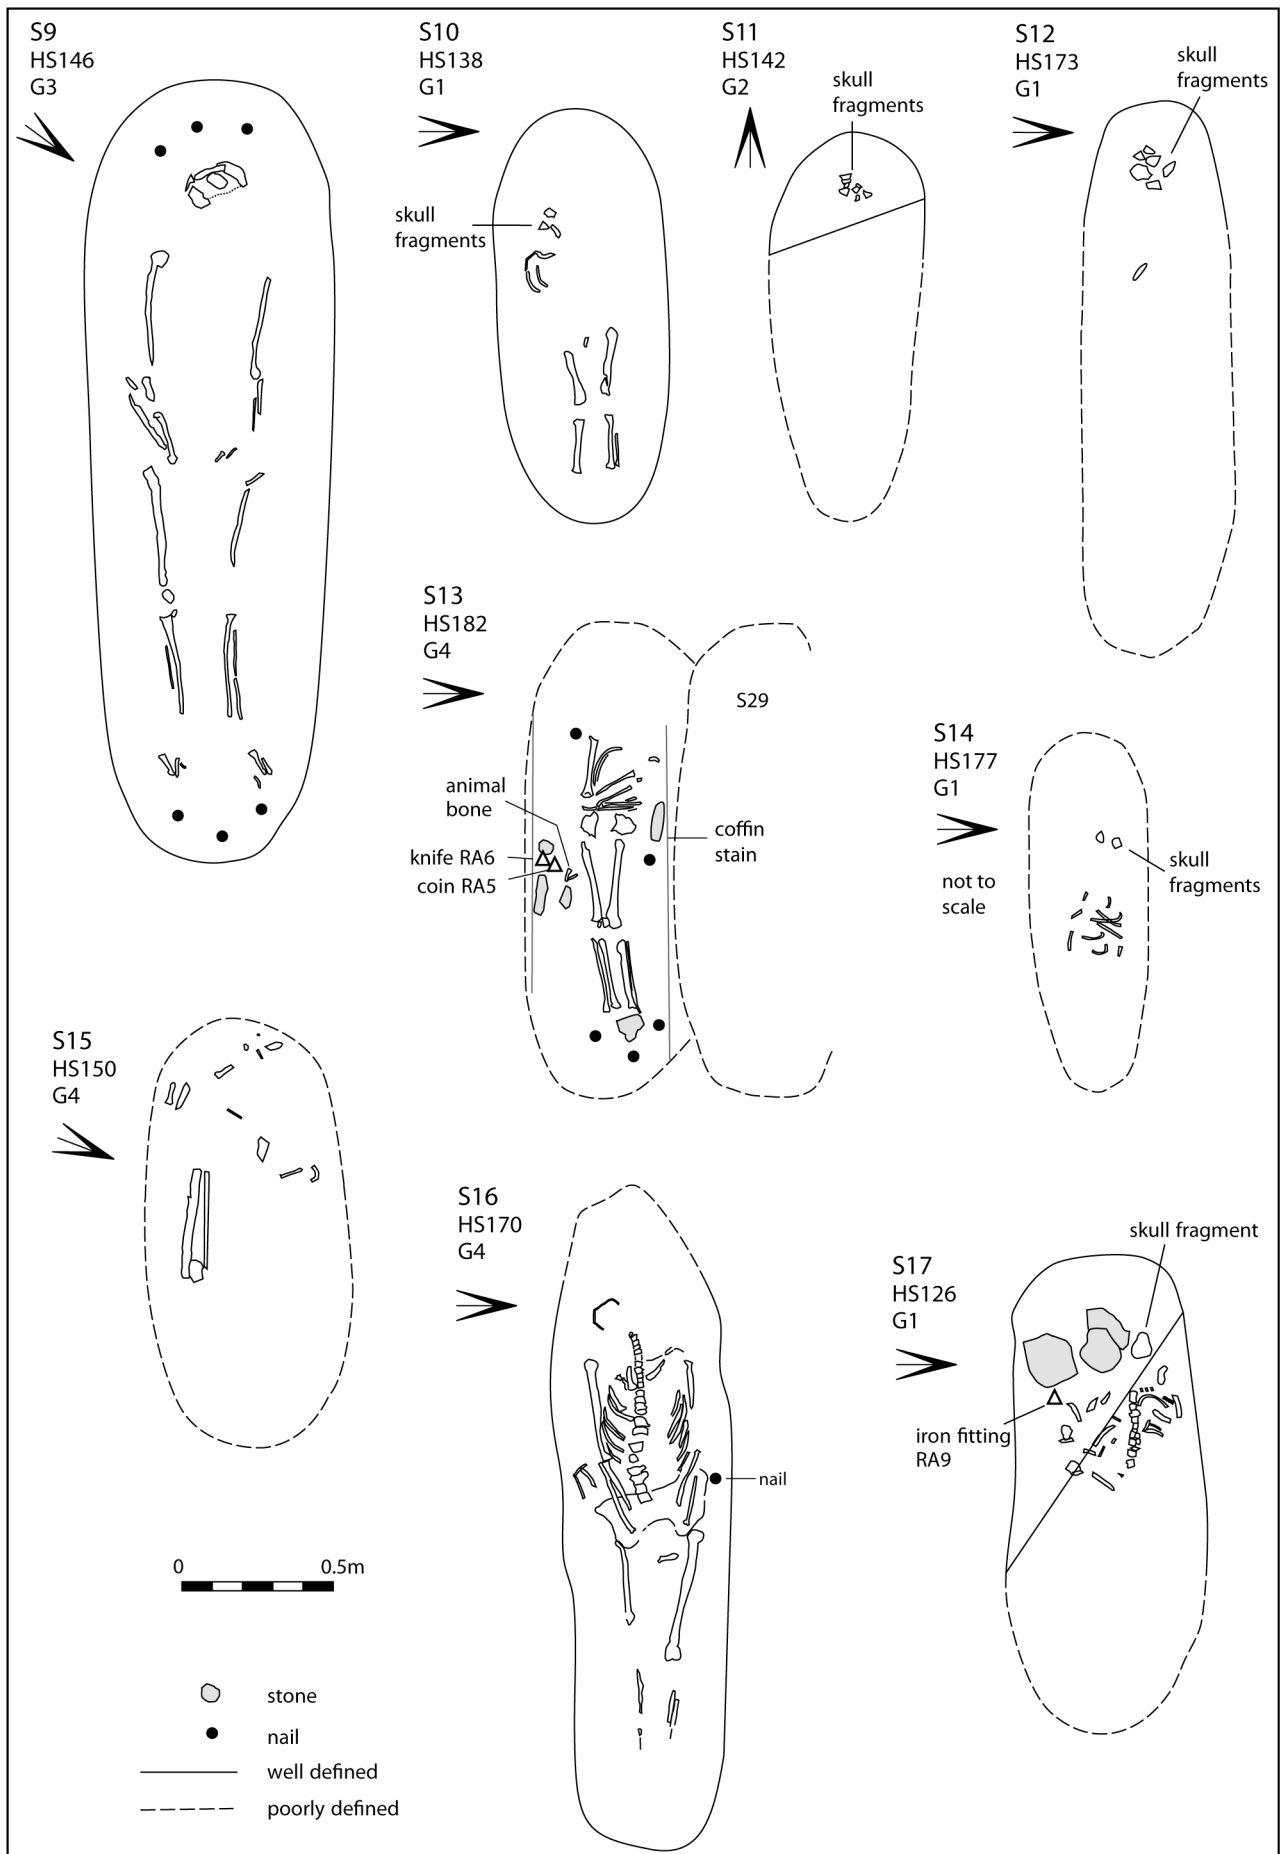 S9
HS146
G3
S10
HS138
G1
skull
fragments
S11
HS142
G2
skull
fragments
S12
HS173
G1
skull
fragments
S13
HS182
G4
S29
animal
bone
knife RA6
coin RA5
coffin
stain
S14
HS177
G1
not to
scale
skull
fragments
S15
HS150
G4
S16
HS170
G4
nail
S17
HS126
G1
skull fragment
iron fitting
RA9
0 0.5m
stone
nail
well defined
poorly defined